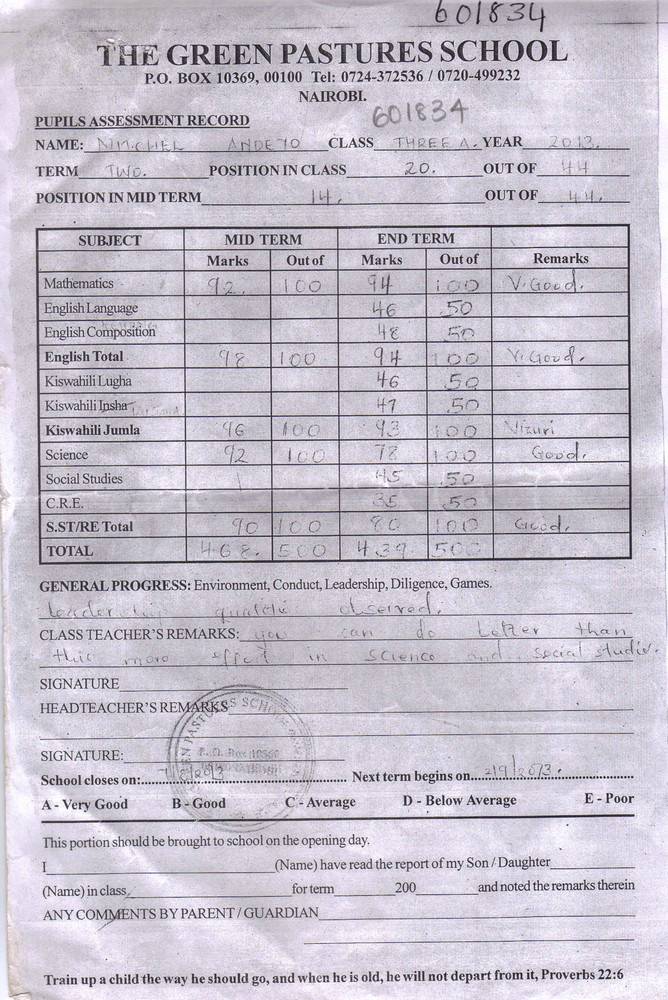 601834
THE GREEN PASTURES SCHOOL
P.O. BOX 10369, 00100 Tel: 0724-372536 / 0720-499232
NAIROBI.
601834
PUPILS ASSESSMENT RECORD
NAME: ANDETO CLASS THREE A. YEAR 2013.
TERM TWO. POSITION IN CLASS 20. OUT OF 44
POSITION IN MID TERM 14. OUT OF 44.
SUBJECT MID TERM END TERM
Marks Out of Marks Out of Remarks
Mathematics 92. 100 94 100 V. Good.
English Language 46 50
English Composition 48 50
English Total 98 100 94 100 V. Good.
Kiswahili Lugha 46 50
Kiswahili Insha 47 50
Kiswahili Jumla 96 100 93 100 Nizuri
Science 92 100 78 100 Good.
Social Studies 45 50
C.R.E. 35 50
S.ST/RE Total 90 100 80 100 Good.
TOTAL 468. 500 439 500
GENERAL PROGRESS: Environment, Conduct, Leadership, Diligence, Games.
CLASS TEACHER'S REMARKS: you can do better than
this more effort in science and social studies.
SIGNATURE
HEADTEACHER'S REMARKS
SIGNATURE:
School closes on: Next term begins on 2/9/2013
A - Very Good B - Good C - Average D - Below Average E - Poor
This portion should be brought to school on the opening day.
I (Name) have read the report of my Son / Daughter
(Name) in class for term 200 and noted the remarks therein
ANY COMMENTS BY PARENT / GUARDIAN
Train up a child the way he should go, and when he is old, he will not depart from it, Proverbs 22:6